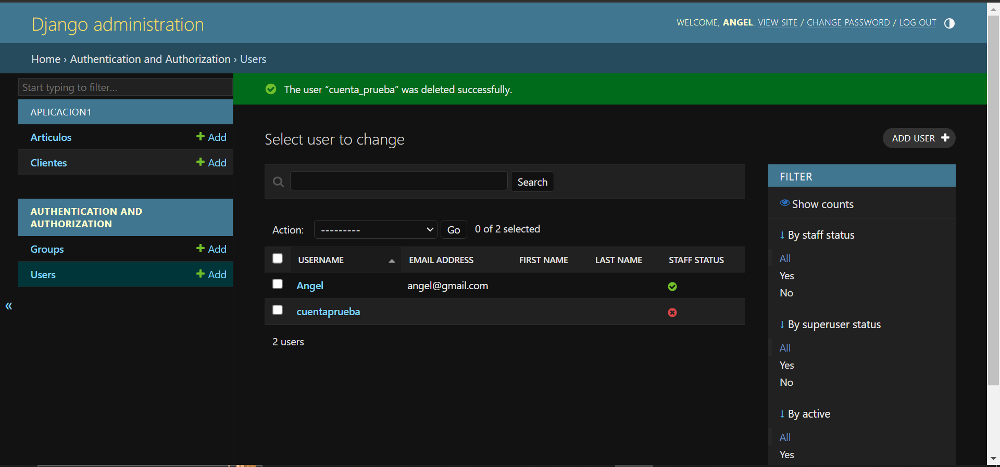 Django administration
WELCOME, ANGEL. VIEW SITE / CHANGE PASSWORD / LOG OUT
Home › Authentication and Authorization › Users
Start typing to filter...
APLICACION1
Articulos + Add
Clientes + Add
AUTHENTICATION AND
AUTHORIZATION
Groups + Add
Users + Add
«
The user “cuenta_prueba” was deleted successfully.
Select user to change
ADD USER +
Search
Action: --------- Go 0 of 2 selected
USERNAME EMAIL ADDRESS FIRST NAME LAST NAME STAFF STATUS
Angel angel@gmail.com
cuentaprueba
2 users
FILTER
Show counts
↓ By staff status
All
Yes
No
↓ By superuser status
All
Yes
No
↓ By active
All
Yes